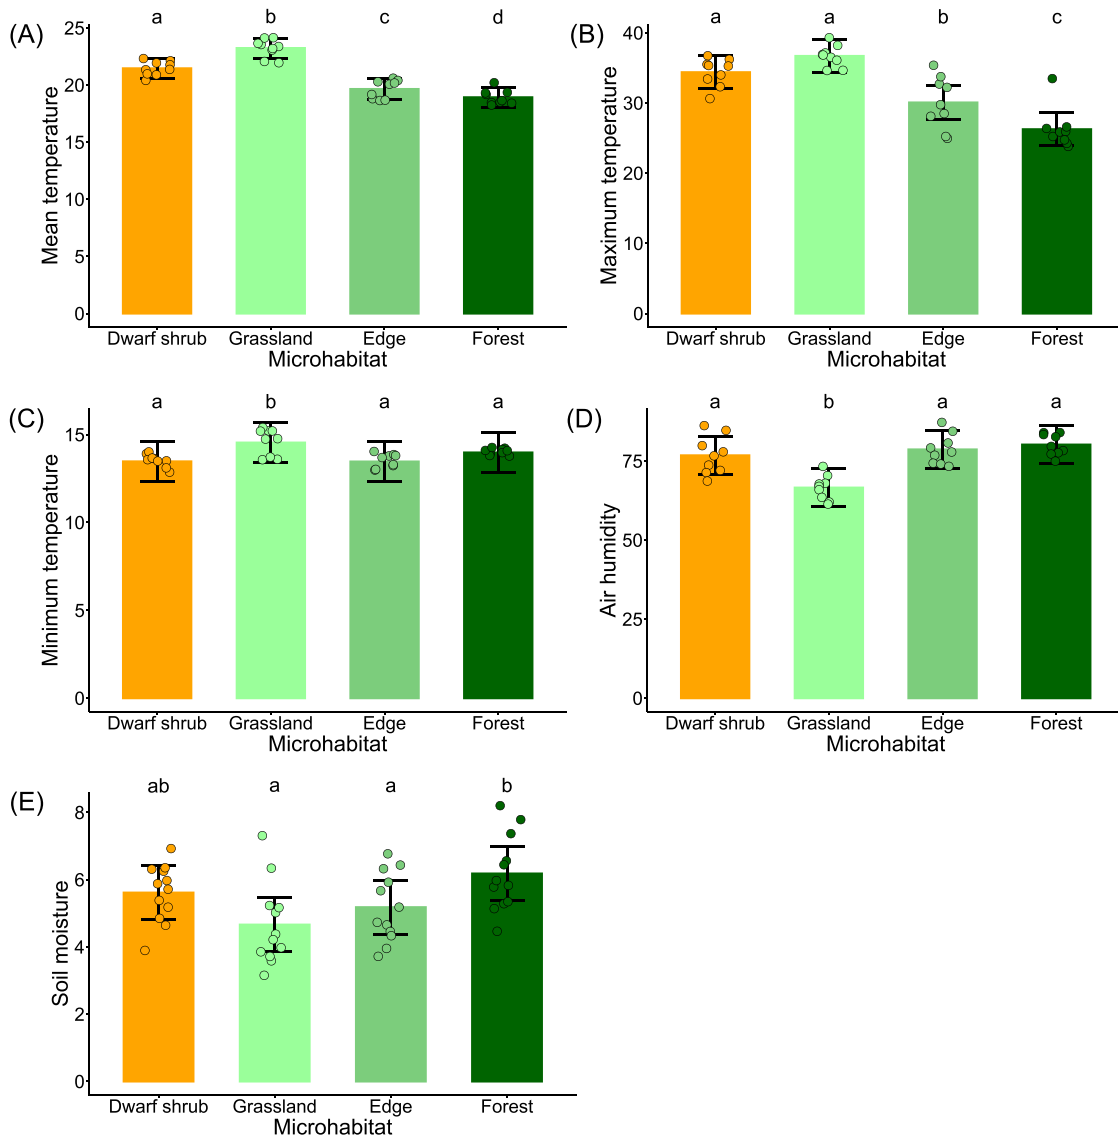 (A)
a b c d
Mean temperature
25
20
15
10
5
0
Dwarf shrub Grassland Edge Forest
Microhabitat
(B)
a a b c
Maximum temperature
40
30
20
10
0
Dwarf shrub Grassland Edge Forest
Microhabitat
(C)
a b a a
Minimum temperature
15
10
5
0
Dwarf shrub Grassland Edge Forest
Microhabitat
(D)
a b a a
Air humidity
75
50
25
0
Dwarf shrub Grassland Edge Forest
Microhabitat
(E)
ab a a b
Soil moisture
8
6
4
2
0
Dwarf shrub Grassland Edge Forest
Microhabitat